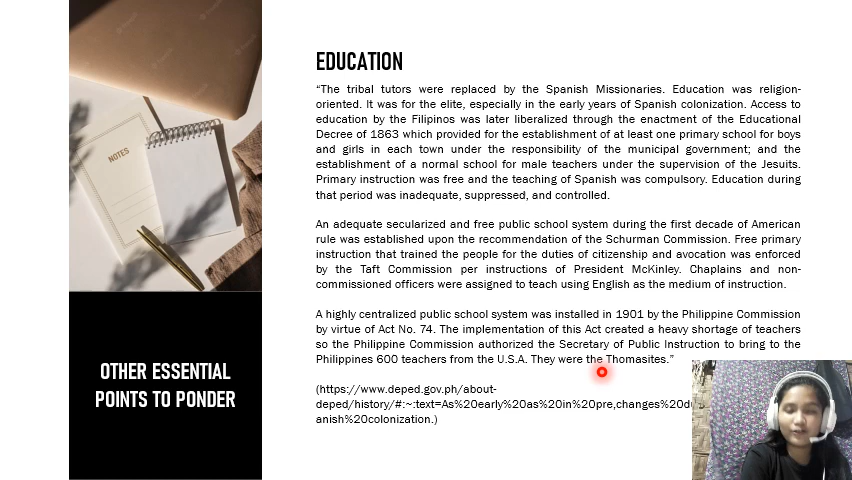 NOTES
OTHER ESSENTIAL
POINTS TO PONDER
EDUCATION
“The tribal tutors were replaced by the Spanish Missionaries. Education was religion-
oriented. It was for the elite, especially in the early years of Spanish colonization. Access to
education by the Filipinos was later liberalized through the enactment of the Educational
Decree of 1863 which provided for the establishment of at least one primary school for boys
and girls in each town under the responsibility of the municipal government; and the
establishment of a normal school for male teachers under the supervision of the Jesuits.
Primary instruction was free and the teaching of Spanish was compulsory. Education during
that period was inadequate, suppressed, and controlled.
An adequate secularized and free public school system during the first decade of American
rule was established upon the recommendation of the Schurman Commission. Free primary
instruction that trained the people for the duties of citizenship and avocation was enforced
by the Taft Commission per instructions of President McKinley. Chaplains and non-
commissioned officers were assigned to teach using English as the medium of instruction.
A highly centralized public school system was installed in 1901 by the Philippine Commission
by virtue of Act No. 74. The implementation of this Act created a heavy shortage of teachers
so the Philippine Commission authorized the Secretary of Public Instruction to bring to the
Philippines 600 teachers from the U.S.A. They were the Thomasites.”
(https://www.deped.gov.ph/about-
deped/history/#:~:text=As%20early%20as%20in%20pre,changes%20d
anish%20colonization.)